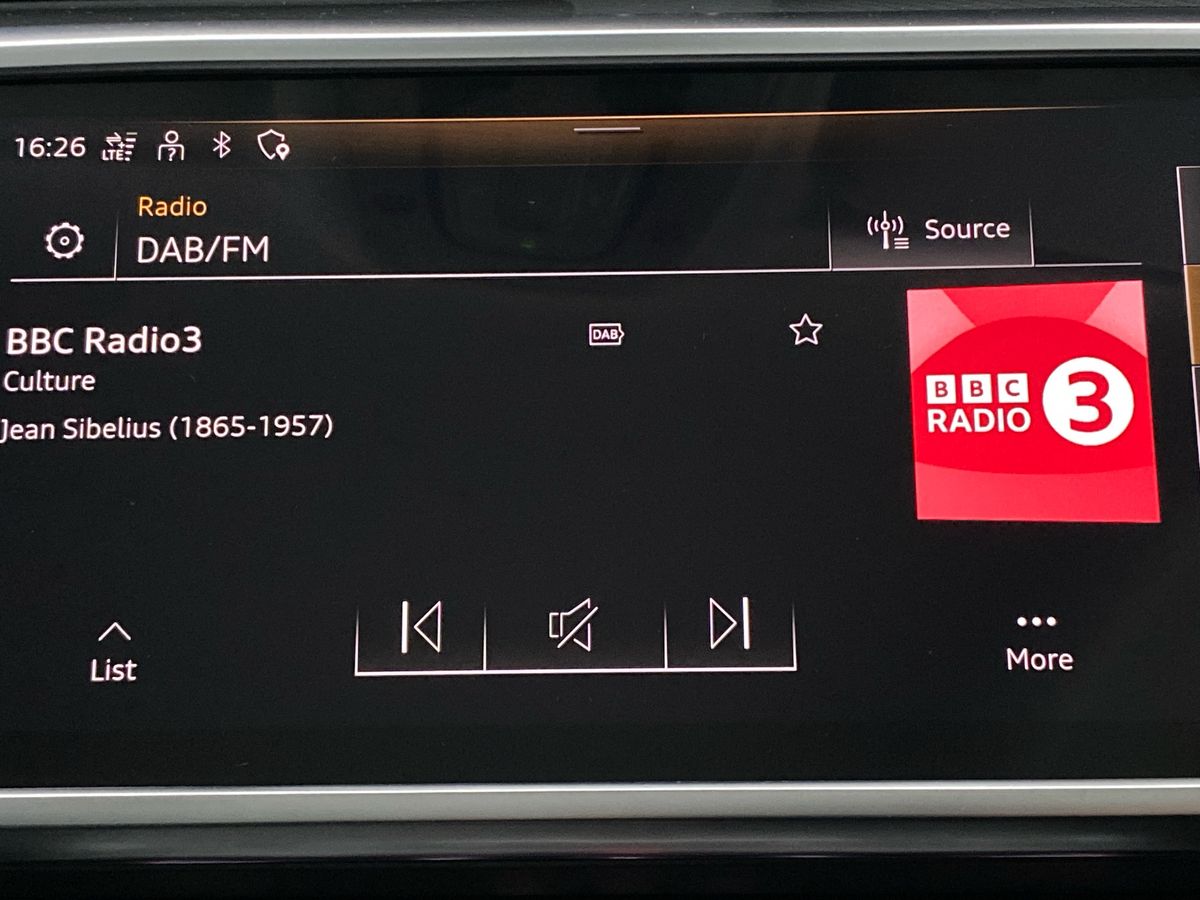 16:26 LTE
Radio
DAB/FM
Source
BBC Radio3
DAB
Culture
Jean Sibelius (1865-1957)
BBC
RADIO 3
List
More